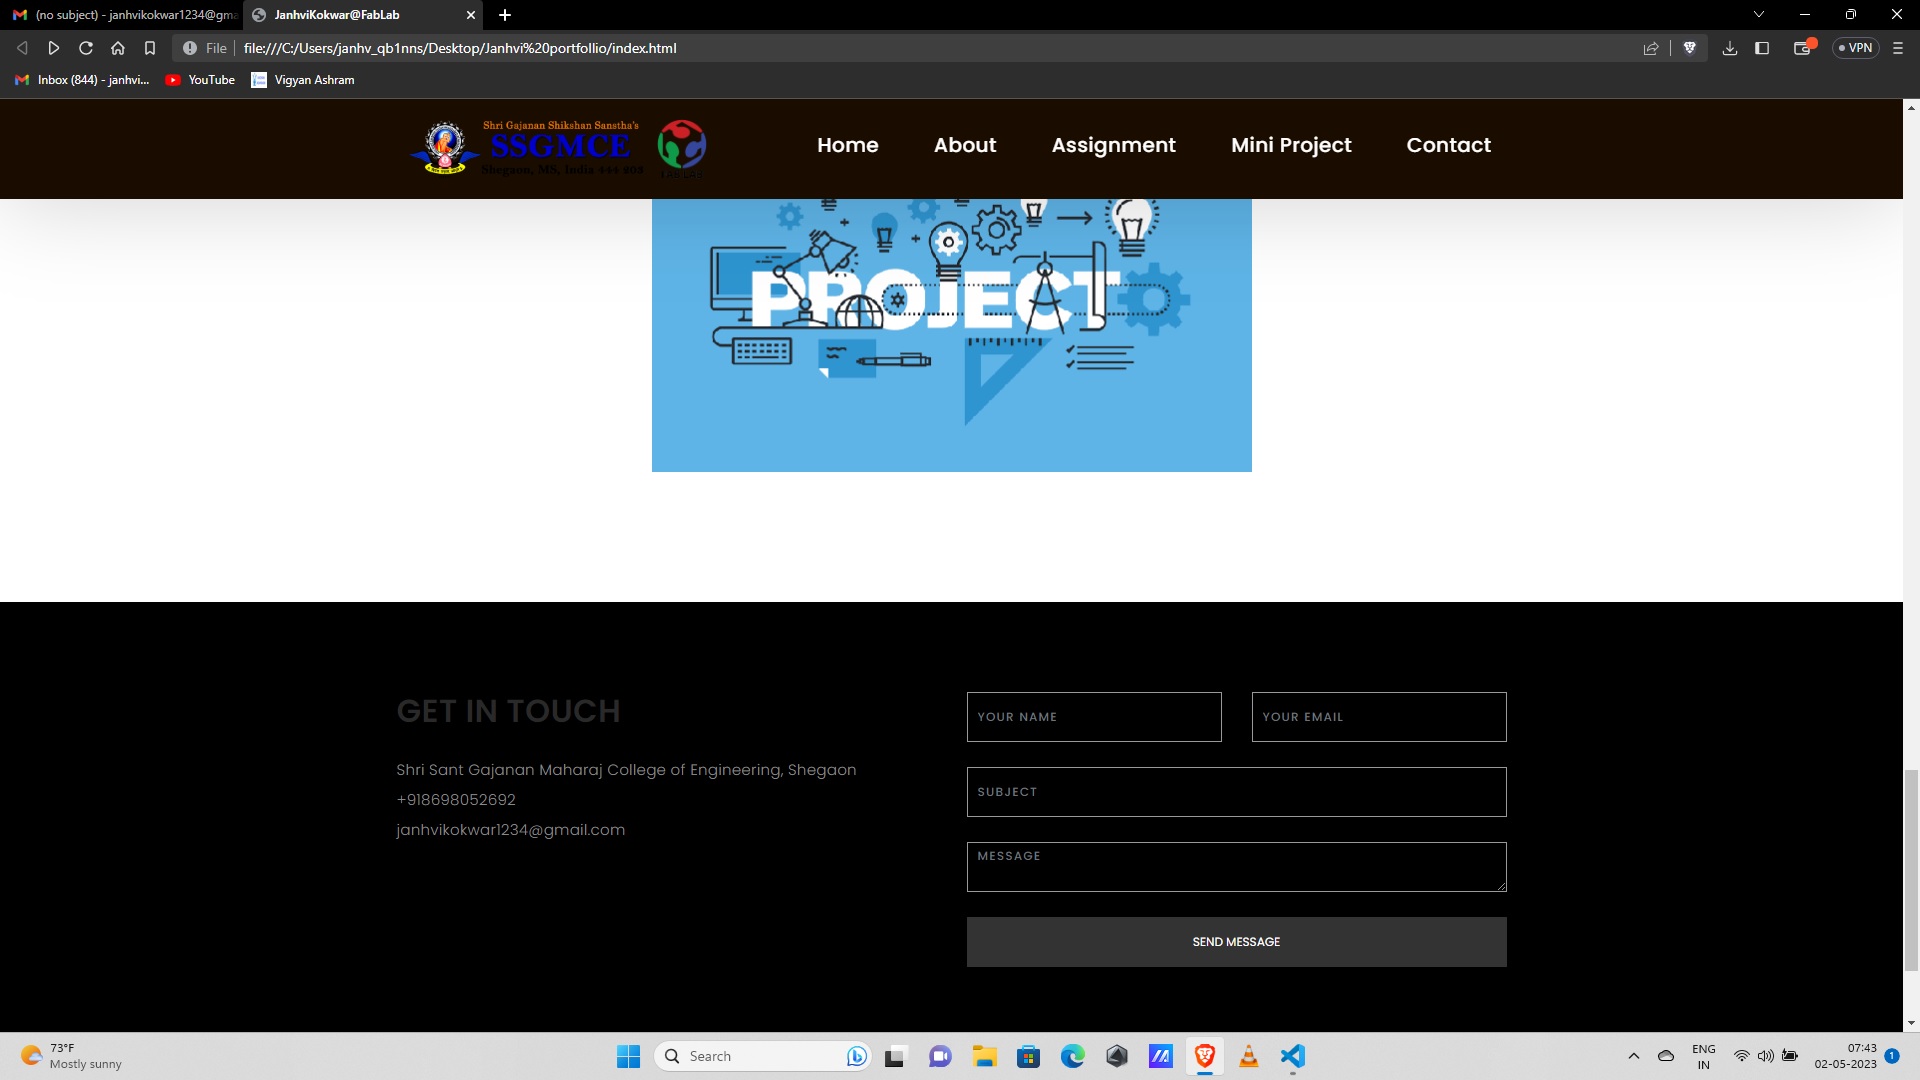 (no subject) - janhvikokwar1234@gma
JanhviKokwar@FabLab
File
file:///C:/Users/janhv_qb1nns/Desktop/Janhvi%20portfollio/index.html
VPN
Inbox (844) - janhvi...
YouTube
Vigyan Ashram
Shri Gajanan Shikshan Sanstha's
SSGMCE
Shegaon, MS, India 444 203
FAB LAB
Home
About
Assignment
Mini Project
Contact
PROJECT
GET IN TOUCH
Shri Sant Gajanan Maharaj College of Engineering, Shegaon
+918698052692
janhvikokwar1234@gmail.com
YOUR NAME
YOUR EMAIL
SUBJECT
MESSAGE
SEND MESSAGE
73°F
Mostly sunny
Search
ENG
IN
07:43
02-05-2023
1